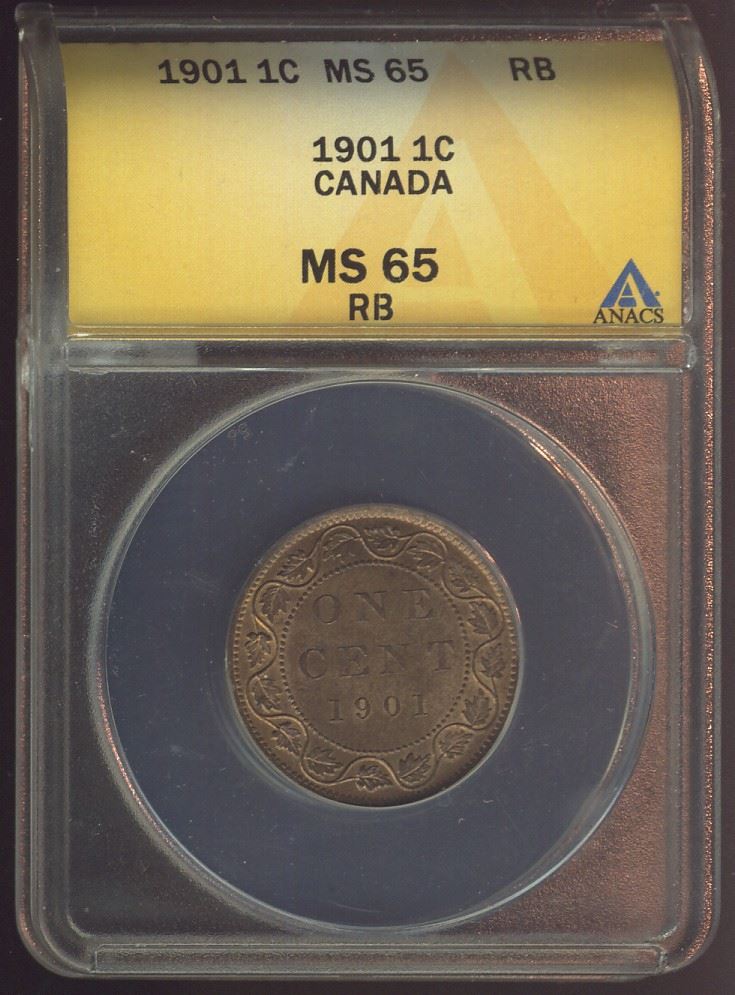 1901 1C MS 65 RB
1901 1C
CANADA
MS 65
RB
ANACS
ONE
CENT
1901